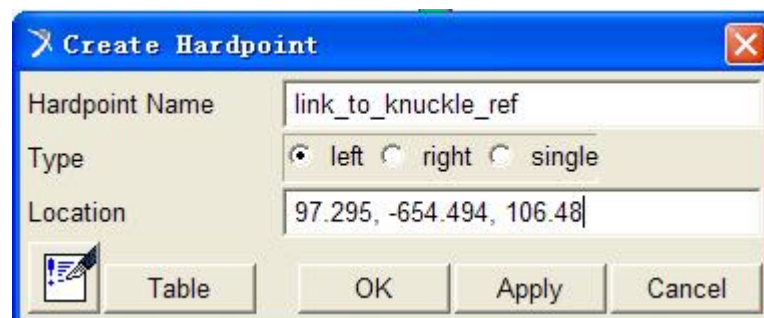 Create Hardpoint
Hardpoint Name link_to_knuckle_ref
Type left right single
Location 97.295, -654.494, 106.48
Table OK Apply Cancel